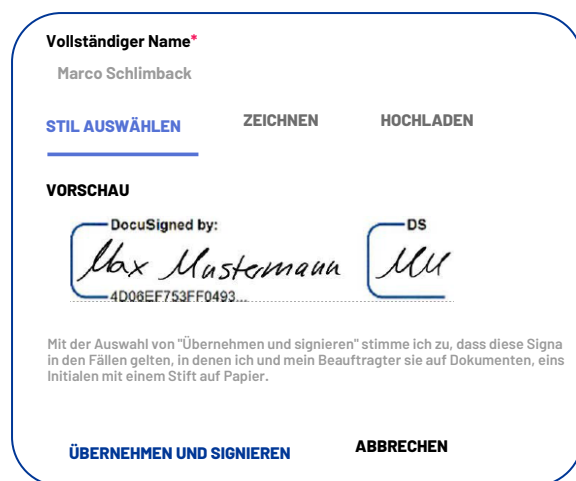 Vollständiger Name*
Marco Schlimback
STIL AUSWÄHLEN ZEICHNEN HOCHLADEN
VORSCHAU
DocuSigned by: DS
Max Mustermann MM
4D06EF753FF0493...
Mit der Auswahl von "Übernehmen und signieren" stimme ich zu, dass diese Signa
in den Fällen gelten, in denen ich und mein Beauftragter sie auf Dokumenten, eins
Initialen mit einem Stift auf Papier.
ÜBERNEHMEN UND SIGNIEREN ABBRECHEN